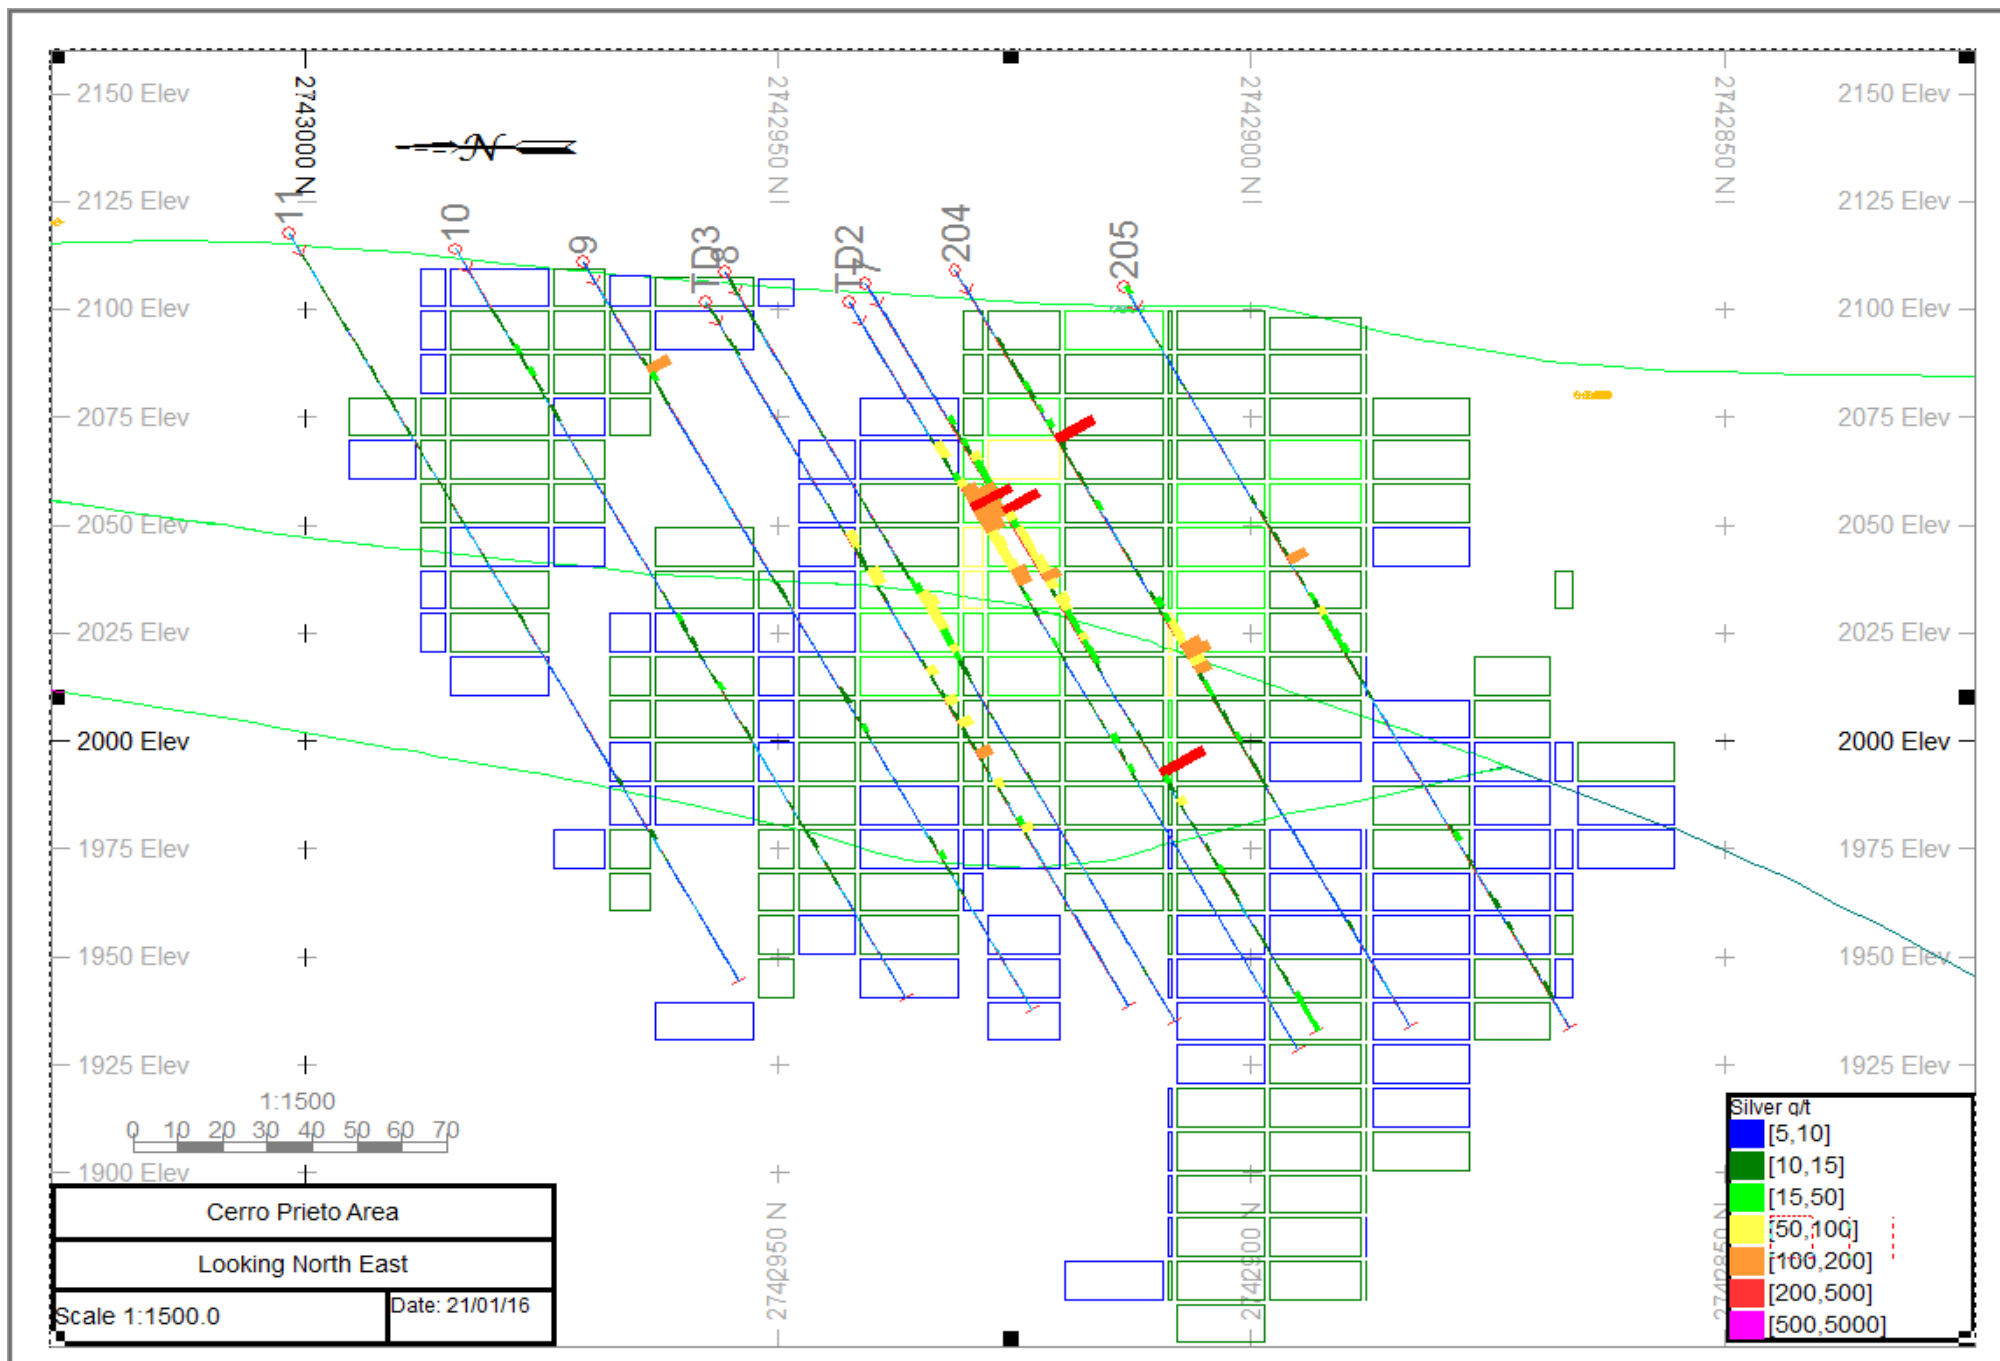 2743000 N
2742950 N
2742900 N
2742850 N
2150 Elev
2150 Elev
N
2125 Elev
2125 Elev
11
10
9
TD3
8
TD2
7
204
205
2100 Elev
2100 Elev
2075 Elev
2075 Elev
2050 Elev
2050 Elev
2025 Elev
2025 Elev
2000 Elev
2000 Elev
1975 Elev
1975 Elev
1950 Elev
1950 Elev
1925 Elev
1925 Elev
1:1500
0 10 20 30 40 50 60 70
1900 Elev
2742950 N
2742900 N
2742850 N
Cerro Prieto Area
Looking North East
Scale 1:1500.0
Date: 21/01/16
Silver g/t
[5,10]
[10,15]
[15,50]
[50,100]
[100,200]
[200,500]
[500,5000]